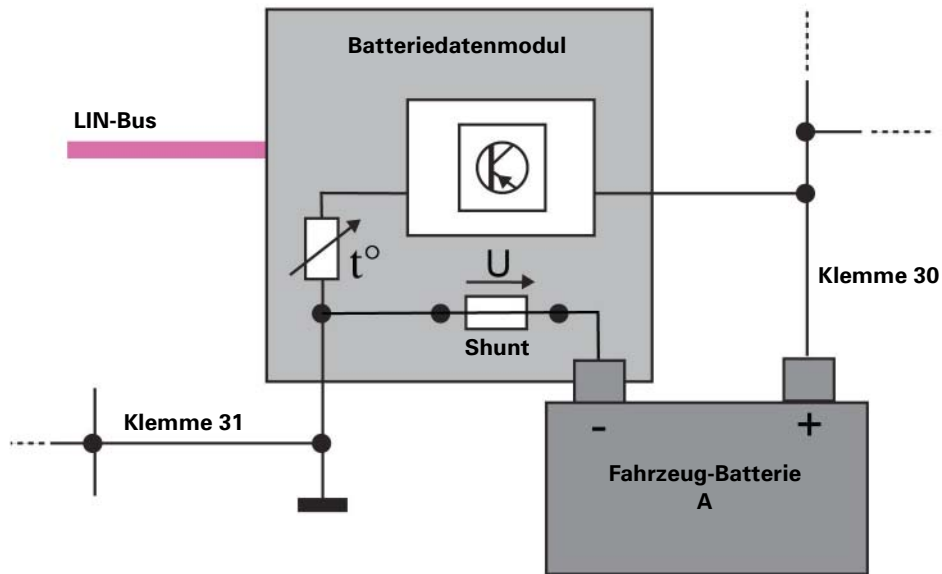 Batteriedatenmodul
LIN-Bus
t°
U
Klemme 30
Shunt
Klemme 31
- +
Fahrzeug-Batterie
A